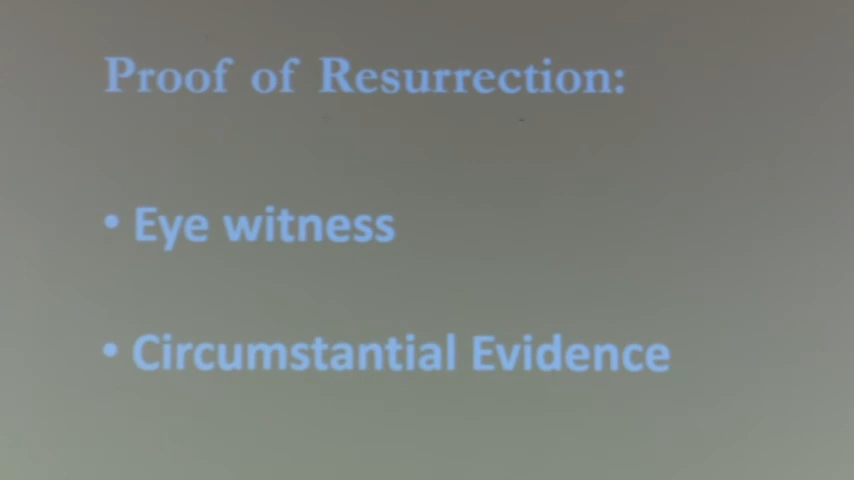 Proof of Resurrection:
• Eye witness
• Circumstantial Evidence